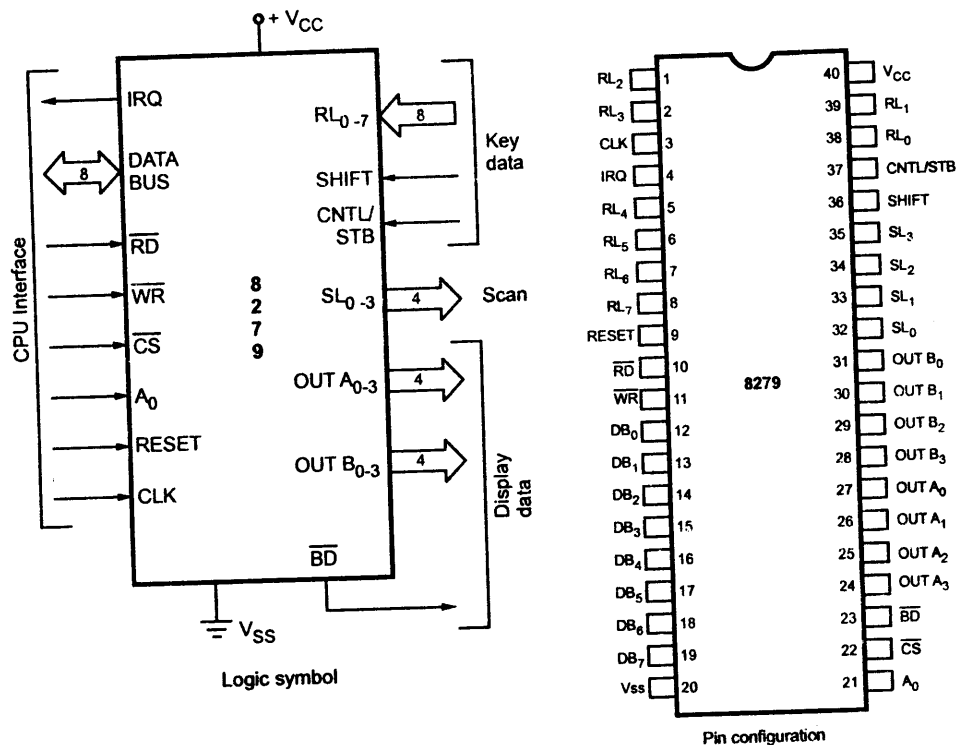 + VCC
CPU Interface
IRQ
8
DATA
BUS
RD
WR
CS
A0
RESET
CLK
8
2
7
9
RL0-7
8
SHIFT
CNTL/
STB
Key
data
SL0-3
4
Scan
OUT A0-3
4
OUT B0-3
4
Display
data
BD
VSS
Logic symbol
RL2 1
RL3 2
CLK 3
IRQ 4
RL4 5
RL5 6
RL6 7
RL7 8
RESET 9
RD 10
WR 11
DB0 12
DB1 13
DB2 14
DB3 15
DB4 16
DB5 17
DB6 18
DB7 19
Vss 20
8279
40 VCC
39 RL1
38 RL0
37 CNTL/STB
36 SHIFT
35 SL3
34 SL2
33 SL1
32 SL0
31 OUT B0
30 OUT B1
29 OUT B2
28 OUT B3
27 OUT A0
26 OUT A1
25 OUT A2
24 OUT A3
23 BD
22 CS
21 A0
Pin configuration